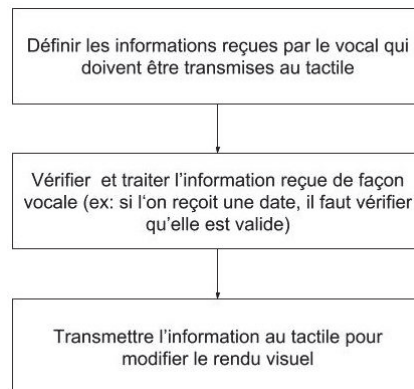 Définir les informations reçues par le vocal qui
doivent être transmises au tactile
Vérifier et traiter l'information reçue de façon
vocale (ex: si l'on reçoit une date, il faut vérifier
qu'elle est valide)
Transmettre l'information au tactile pour
modifier le rendu visuel